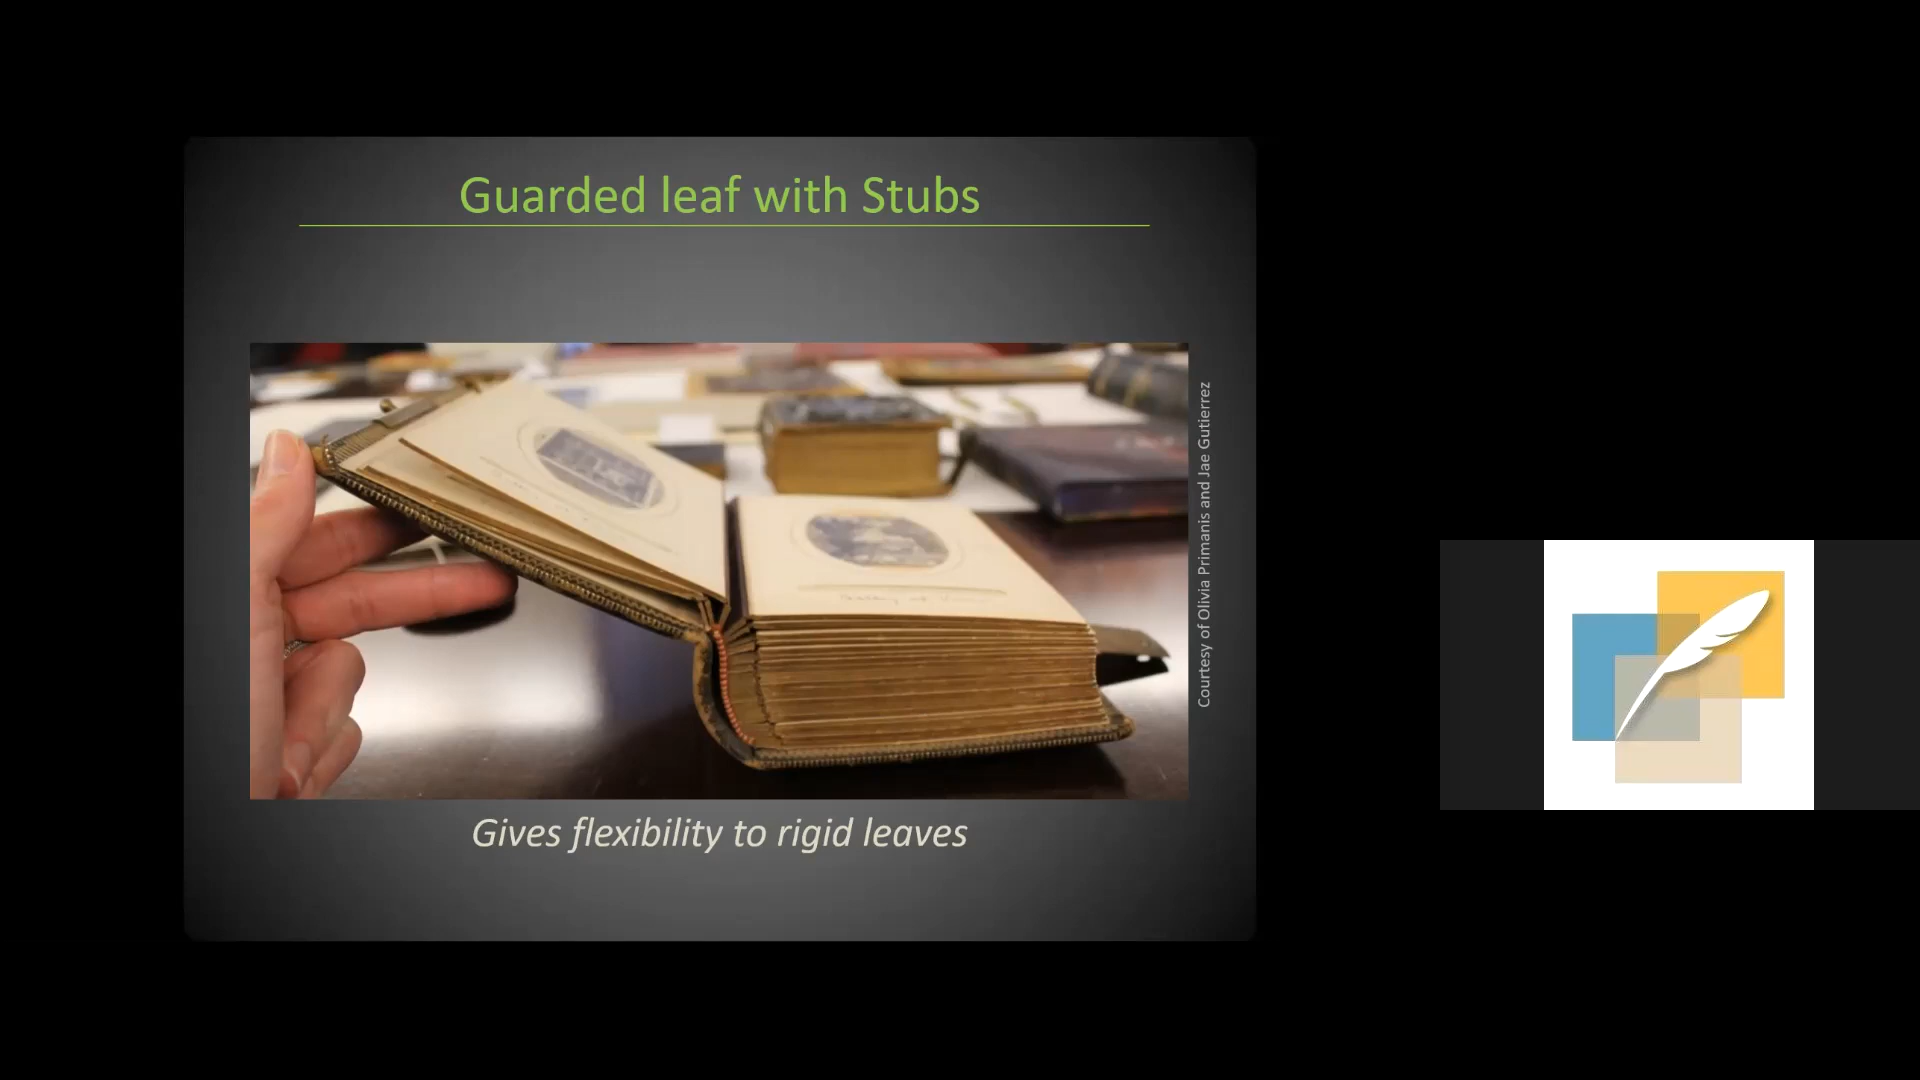 Guarded leaf with Stubs
Courtesy of Olivia Primanis and Jae Gutierrez
Gives flexibility to rigid leaves